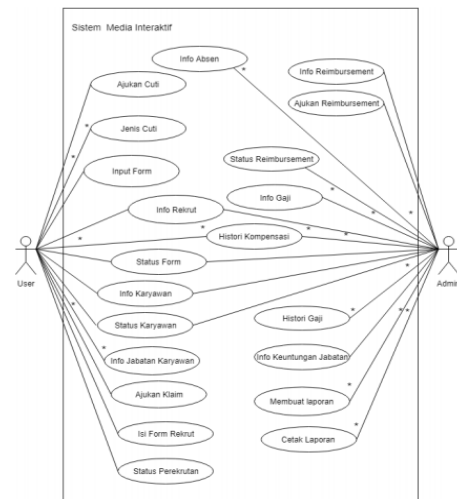 Sistem Media Interaktif
Info Absen
*
Info Reimbursement
Ajukan Cuti
Ajukan Reimbursement
*
Jenis Cuti
*
Status Reimbursement
Input Form
*
Info Gaji
Info Rekrut
*
*
*
*
*
*
Histori Kompensasi
*
Status Form
User
Admin
*
Info Karyawan
*
Histori Gaji
*
*
*
Status Karyawan
*
Info Jabatan Karyawan
Info Keuntungan Jabatan
Ajukan Klaim
*
Membuat laporan
Isi Form Rekrut
*
Cetak Laporan
Status Perekrutan